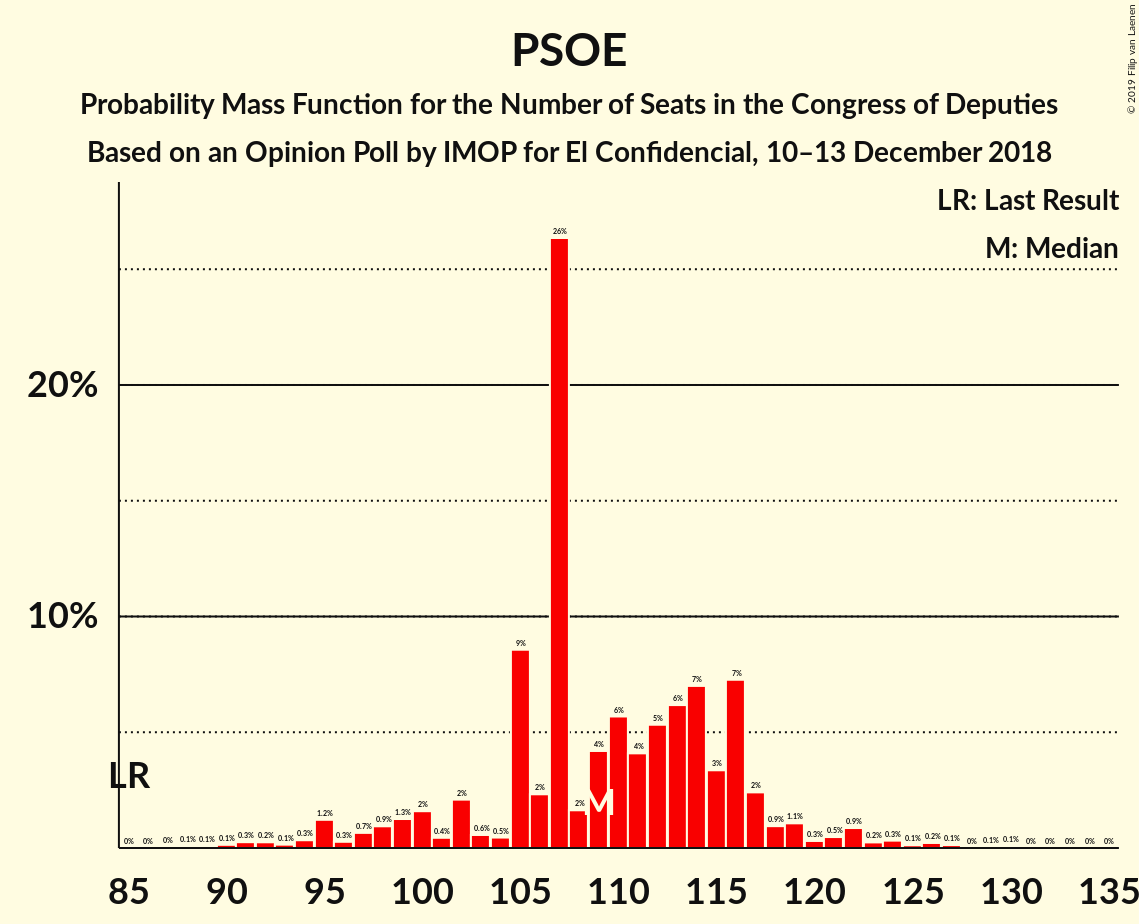 PSOE
Probability Mass Function for the Number of Seats in the Congress of Deputies
Based on an Opinion Poll by IMOP for El Confidencial, 10–13 December 2018
© 2019 Filip van Laenen
LR: Last Result
M: Median
20%
10%
LR
M
0% 0% 0% 0.1% 0.1% 0.1% 0.3% 0.2% 0.1% 0.3% 1.2% 0.3% 0.7% 0.9% 1.3% 2% 0.4% 2% 0.6% 0.5% 9% 2% 26% 2% 4% 6% 4% 5% 6% 7% 3% 7% 2% 0.9% 1.1% 0.3% 0.5% 0.9% 0.2% 0.3% 0.1% 0.2% 0.1% 0% 0.1% 0.1% 0% 0% 0% 0% 0%
85 90 95 100 105 110 115 120 125 130 135